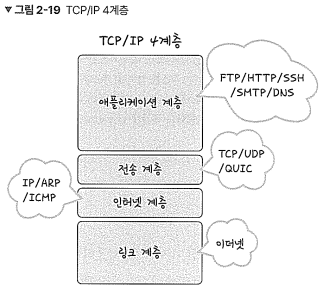 ▼ 그림 2-19 TCP/IP 4계층
TCP/IP 4계층
애플리케이션 계층
FTP/HTTP/SSH
/SMTP/DNS
전송 계층
TCP/UDP
/QUIC
IP/ARP
/ICMP
인터넷 계층
링크 계층
이더넷